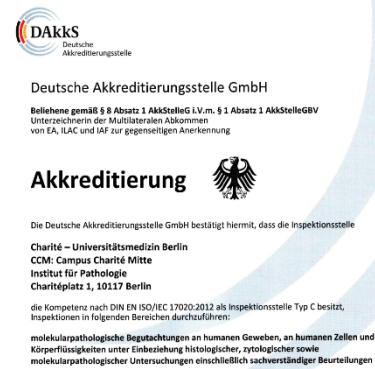 DAkkS
Deutsche
Akkreditierungsstelle
Deutsche Akkreditierungsstelle GmbH
Beliehene gemäß § 8 Absatz 1 AkkStelleG i.V.m. § 1 Absatz 1 AkkStelleGBV
Unterzeichnerin der Multilateralen Abkommen
von EA, ILAC und IAF zur gegenseitigen Anerkennung
Akkreditierung
Die Deutsche Akkreditierungsstelle GmbH bestätigt hiermit, dass die Inspektionsstelle
Charité – Universitätsmedizin Berlin
CCM: Campus Charité Mitte
Institut für Pathologie
Charitéplatz 1, 10117 Berlin
die Kompetenz nach DIN EN ISO/IEC 17020:2012 als Inspektionsstelle Typ C besitzt,
Inspektionen in folgenden Bereichen durchzuführen:
molekularpathologische Begutachtungen an humanen Geweben, an humanen Zellen und
Körperflüssigkeiten unter Einbeziehung histologischer, zytologischer sowie
molekularpathologischer Untersuchungen einschließlich sachverständiger Beurteilungen